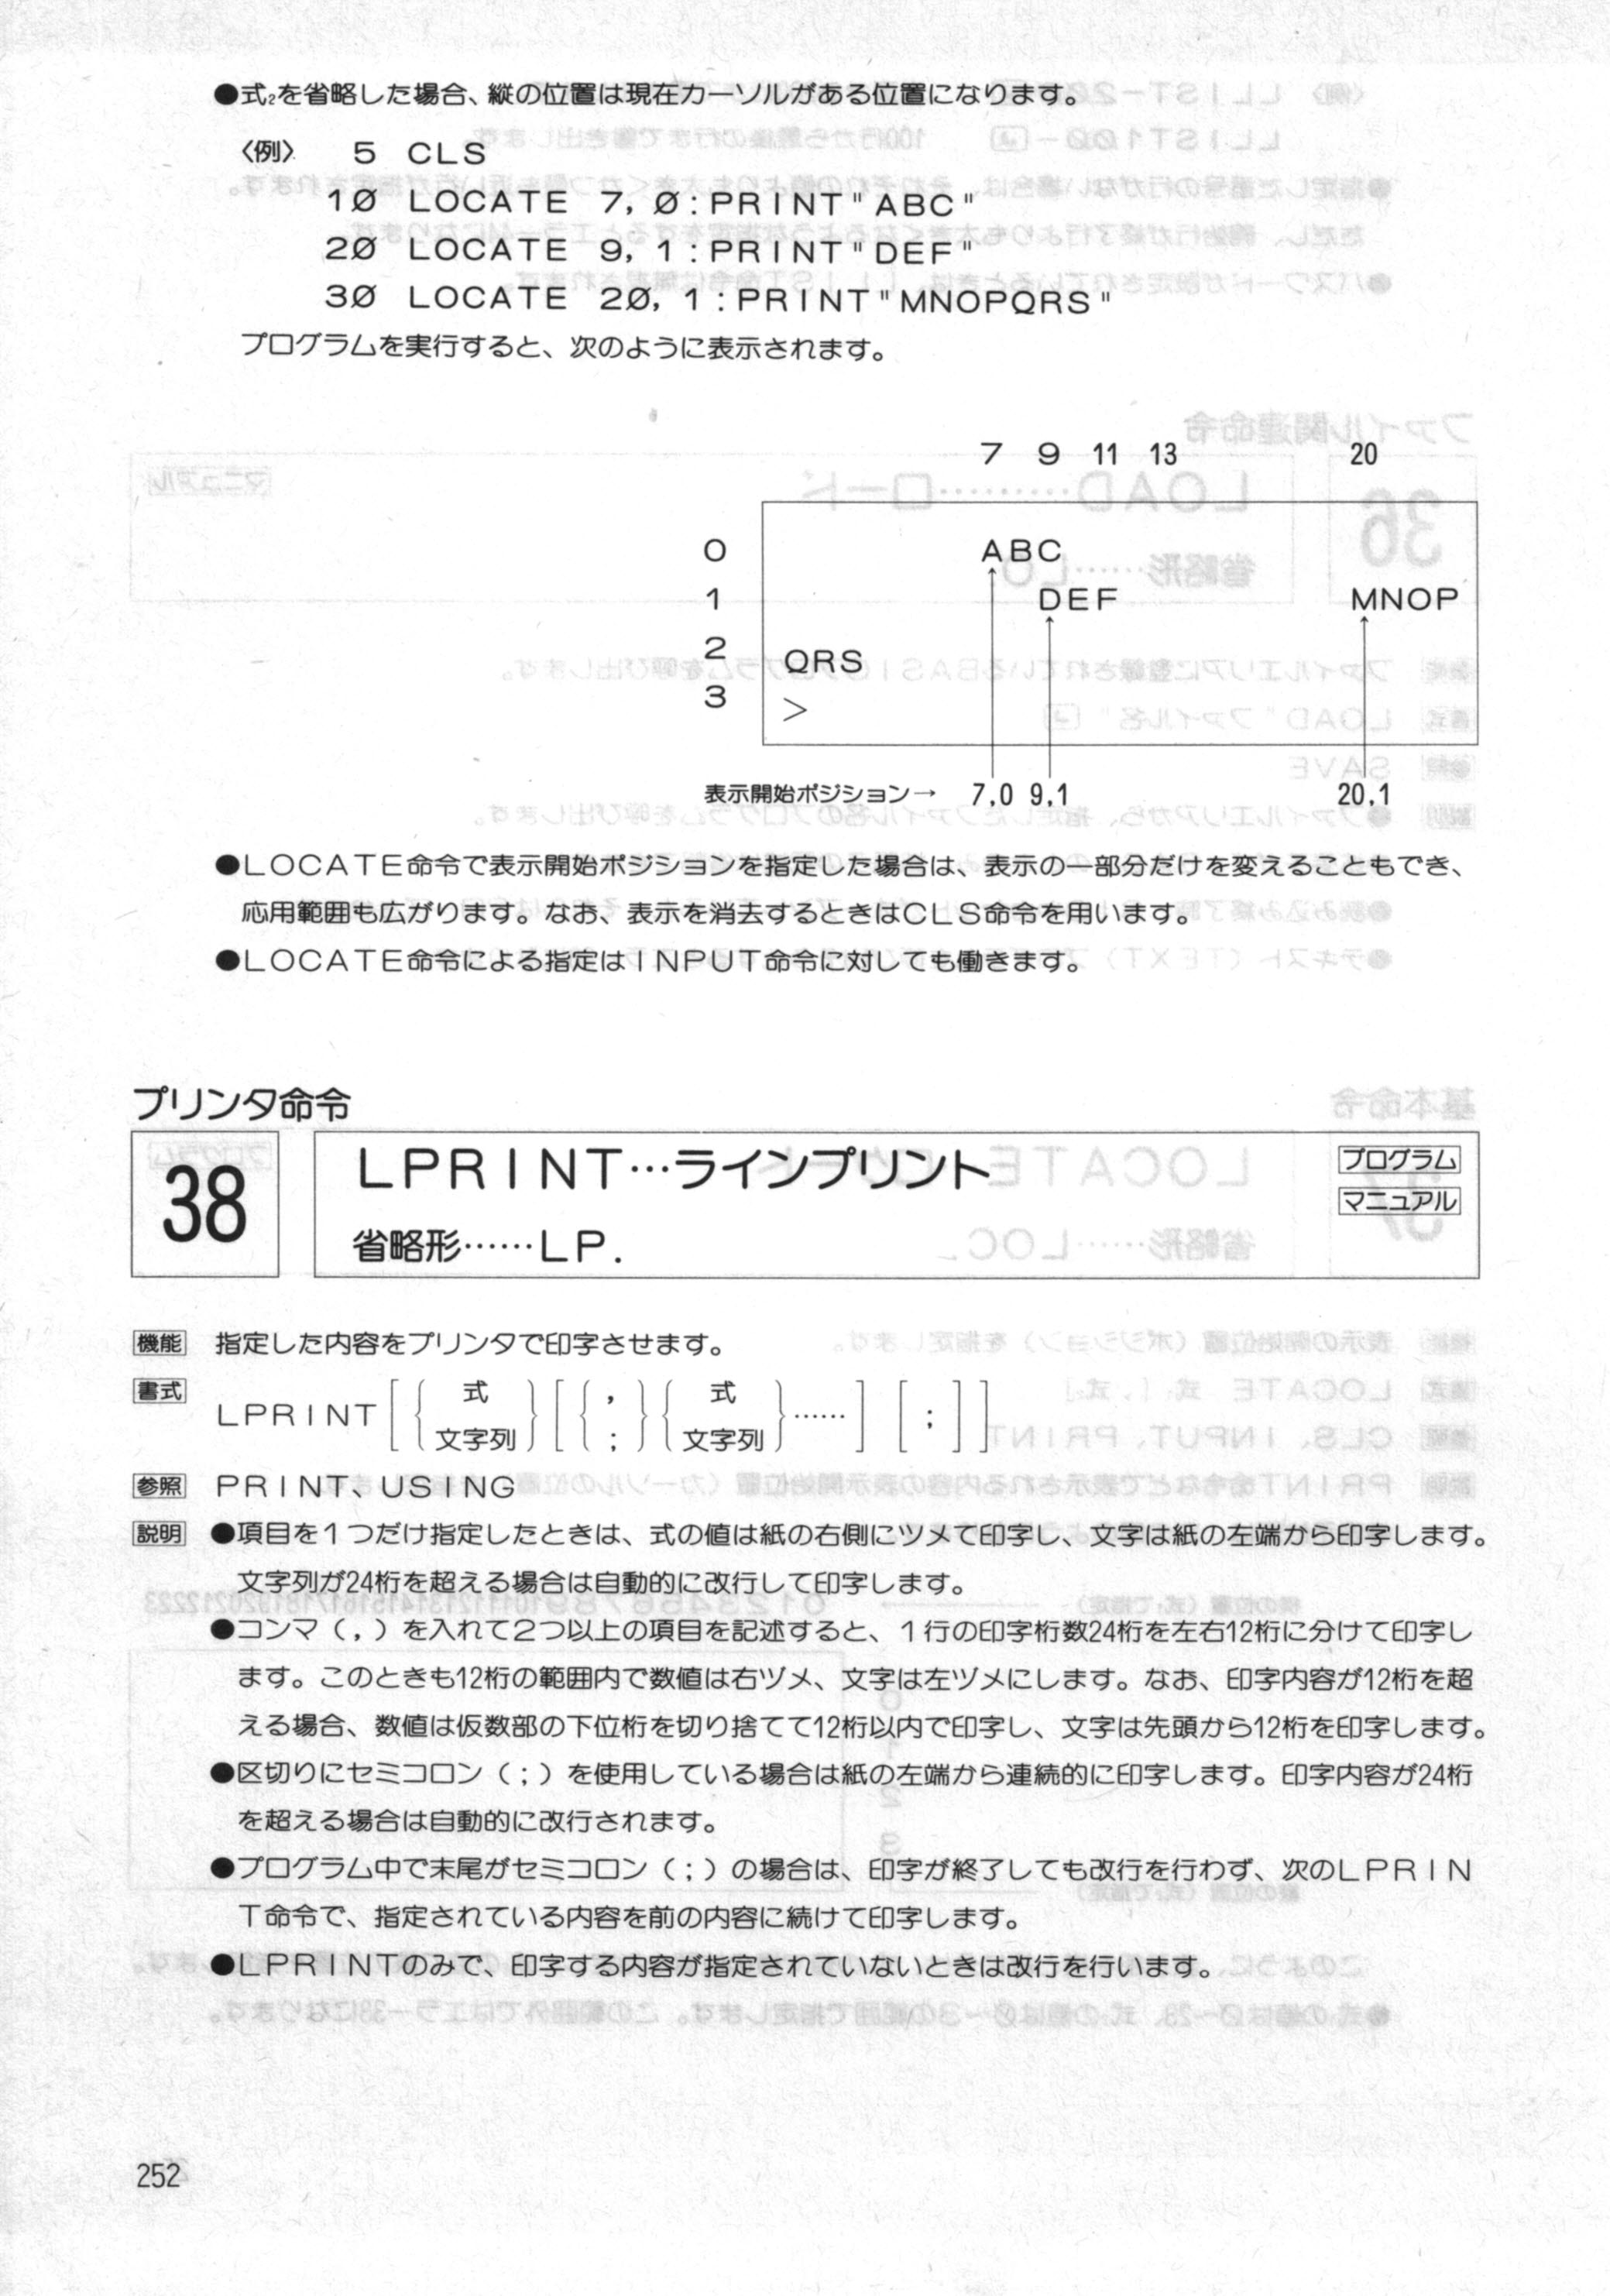 ●式₂を省略した場合、縦の位置は現在カーソルがある位置になります。
〈例〉 5 CLS
10 LOCATE 7, 0:PRINT"ABC"
20 LOCATE 9, 1:PRINT"DEF"
30 LOCATE 20, 1:PRINT"MNOPQRS"
プログラムを実行すると、次のように表示されます。
7 9 11 13 20
0 ABC
1 DEF MNOP
2 QRS
3 >
表示開始ポジション→ 7,0 9,1 20,1
●LOCATE命令で表示開始ポジションを指定した場合は、表示の一部分だけを変えることもでき、
応用範囲も広がります。なお、表示を消去するときはCLS命令を用います。
●LOCATE命令による指定はINPUT命令に対しても働きます。
プリンタ命令
38 LPRINT…ラインプリント プログラム
マニュアル
省略形……LP.
機能 指定した内容をプリンタで印字させます。
書式 LPRINT [ { 式 文字列 } [ { , ; } { 式 文字列 } …… ] [ ; ] ]
参照 PRINT、USING
説明 ●項目を1つだけ指定したときは、式の値は紙の右側にツメて印字し、文字は紙の左端から印字します。
文字列が24桁を超える場合は自動的に改行して印字します。
●コンマ(,)を入れて2つ以上の項目を記述すると、1行の印字桁数24桁を左右12桁に分けて印字し
ます。このときも12桁の範囲内で数値は右ヅメ、文字は左ヅメにします。なお、印字内容が12桁を超
える場合、数値は仮数部の下位桁を切り捨てて12桁以内で印字し、文字は先頭から12桁を印字します。
●区切りにセミコロン(;)を使用している場合は紙の左端から連続的に印字します。印字内容が24桁
を超える場合は自動的に改行されます。
●プログラム中で末尾がセミコロン(;)の場合は、印字が終了しても改行を行わず、次のLPRIN
T命令で、指定されている内容を前の内容に続けて印字します。
●LPRINTのみで、印字する内容が指定されていないときは改行を行います。
252